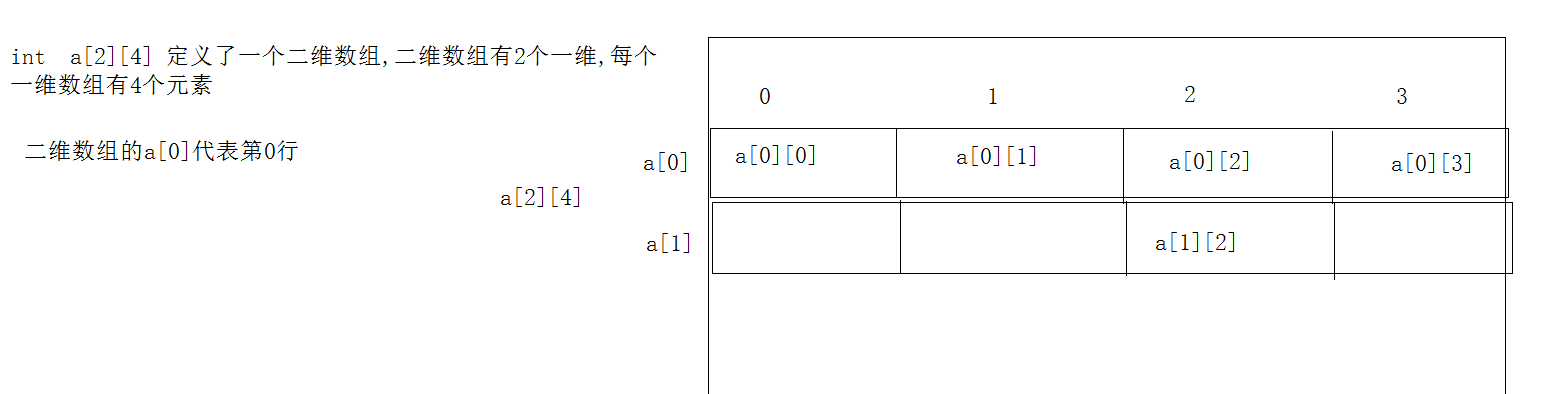 int  a[2][4] 定义了一个二维数组,二维数组有2个一维,每个
一维数组有4个元素
0 1 2 3
二维数组的a[0]代表第0行
a[0] a[0][0] a[0][1] a[0][2] a[0][3]
a[2][4]
a[1] a[1][2]